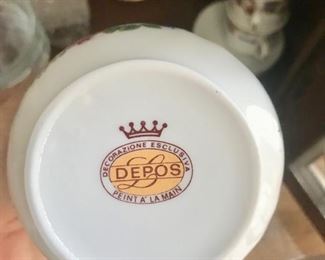 DECORAZIONE ESCLUSIVA
DEPOS
PEINT A' LA MAIN